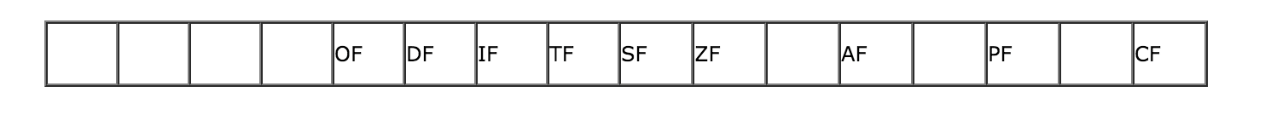 OF DF IF TF SF ZF AF PF CF